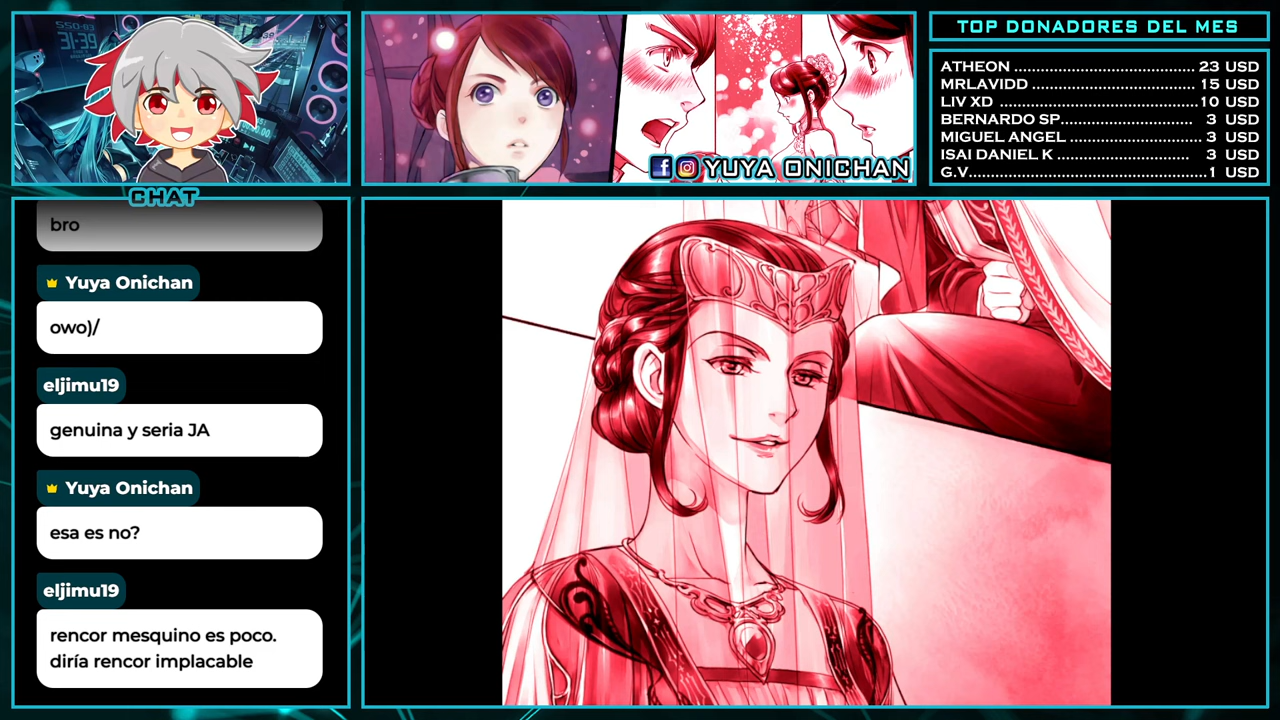 TOP DONADORES DEL MES
ATHEON .................................. 23 USD
MRLAVIDD ............................... 15 USD
LIV XD .....................................10 USD
BERNARDO SP......................... 3 USD
MIGUEL ANGEL ....................... 3 USD
ISAI DANIEL K ........................ 3 USD
G.V............................................1 USD
YUYA ONICHAN
CHAT
bro
Yuya Onichan
owo)/
eljimu19
genuina y seria JA
Yuya Onichan
esa es no?
eljimu19
rencor mesquino es poco.
diría rencor implacable